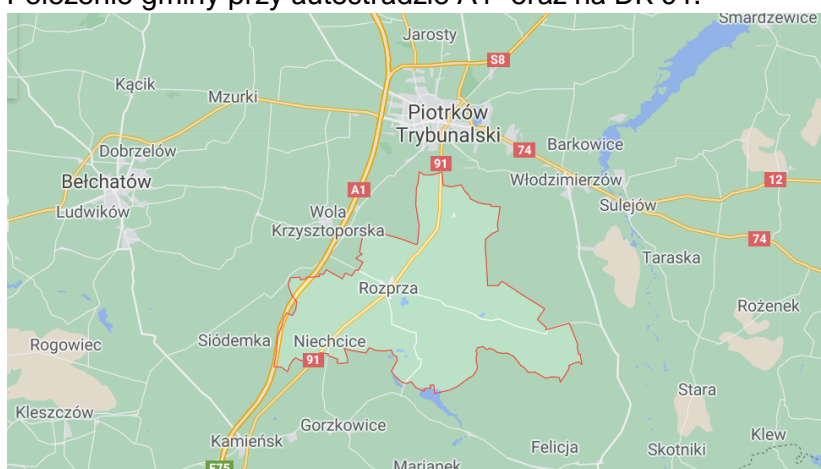 Położenie gminy przy autostradzie A1 oraz na DK 91.
Smardzewice
Jarosty
S8
Kącik
Mzurki
Piotrków
Trybunalski
Dobrzelów
74
Barkowice
91
Bełchatów
A1
Włodzimierzów
12
Ludwików
Wola
Krzysztoporska
Sulejów
74
Taraska
Rozprza
Rożenek
Rogowiec
Siódemka
Niechcice
91
Stara
Kleszczów
Gorzkowice
Kamieńsk
Felicja
Skotniki
Klew
E75
Marianek